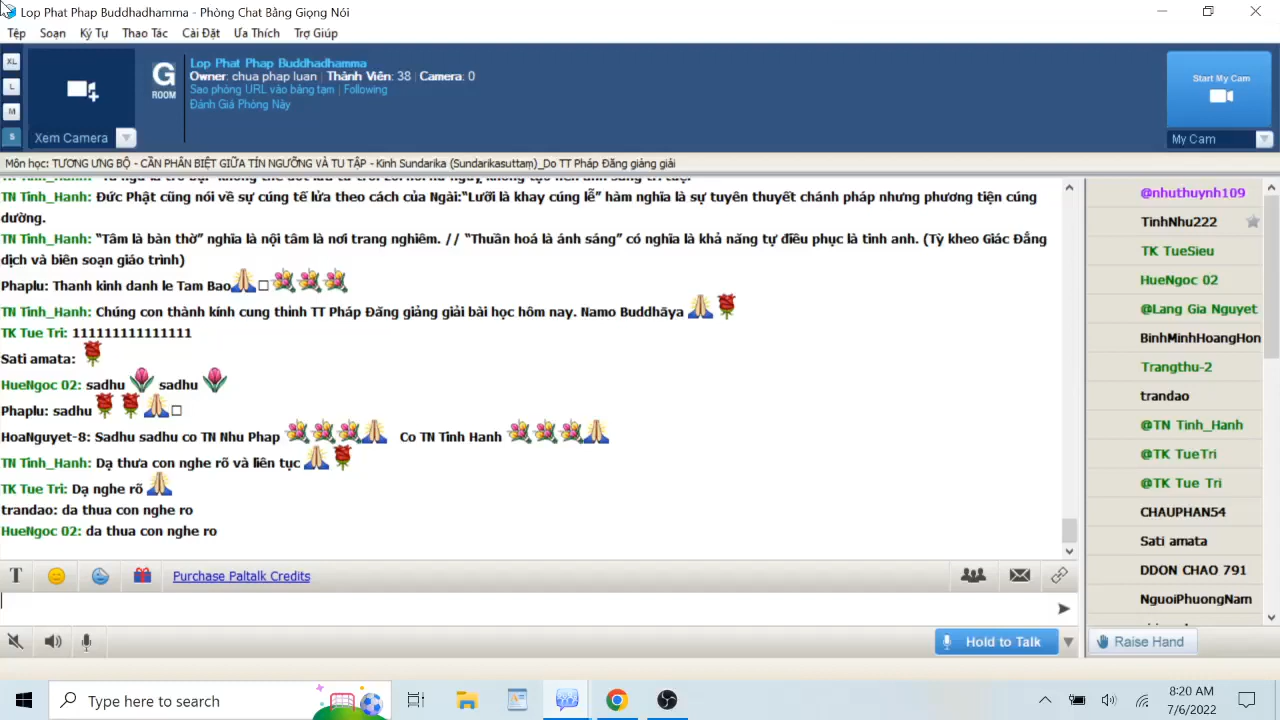 Lop Phat Phap Buddhadhamma - Phòng Chat Bằng Giọng Nói
Tệp Soạn Ký Tự Thao Tác Cài Đặt Ưa Thích Trợ Giúp
XL
L
M
S
Xem Camera
G
ROOM
Lop Phat Phap Buddhadhamma
Owner: chua phap luan | Thành Viên: 38 | Camera: 0
Sao phòng URL vào bảng tạm | Following
Đánh Giá Phòng Này
Start My Cam
My Cam
Môn học: TƯƠNG ƯNG BỘ - CẦN PHÂN BIỆT GIỮA TÍN NGƯỠNG VÀ TU TẬP - Kinh Sundarika (Sundarikasuttaṃ)_Do TT Pháp Đăng giảng giải
TN Tinh_Hanh: Đức Phật cũng nói về sự cúng tế lửa theo cách của Ngài:“Lưỡi là khay cúng lễ” hàm nghĩa là sự tuyên thuyết chánh pháp nhưng phương tiện cúng
dường.
TN Tinh_Hanh: “Tâm là bàn thờ” nghĩa là nội tâm là nơi trang nghiêm. // “Thuần hoá là ánh sáng” có nghĩa là khả năng tự điều phục là tinh anh. (Tỳ kheo Giác Đẳng
dịch và biên soạn giáo trình)
Phaplu: Thanh kinh danh le Tam Bao
TN Tinh_Hanh: Chúng con thành kính cung thỉnh TT Pháp Đăng giảng giải bài học hôm nay. Namo Buddhāya
TK Tue Tri: 111111111111111
Sati amata:
HueNgoc 02: sadhu sadhu
Phaplu: sadhu
HoaNguyet-8: Sadhu sadhu co TN Nhu Phap Co TN Tinh Hanh
TN Tinh_Hanh: Dạ thưa con nghe rõ và liên tục
TK Tue Tri: Dạ nghe rõ
trandao: da thua con nghe ro
HueNgoc 02: da thua con nghe ro
@nhuthuynh109
TinhNhu222
TK TueSieu
HueNgoc 02
@Lang Gia Nguyet
BinhMinhHoangHon
Trangthu-2
trandao
@TN Tinh_Hanh
@TK TueTri
@TK Tue Tri
CHAUPHAN54
Sati amata
DDON CHAO 791
NguoiPhuongNam
T Purchase Paltalk Credits
Hold to Talk
Raise Hand
Type here to search
8:20 AM
7/6/2022